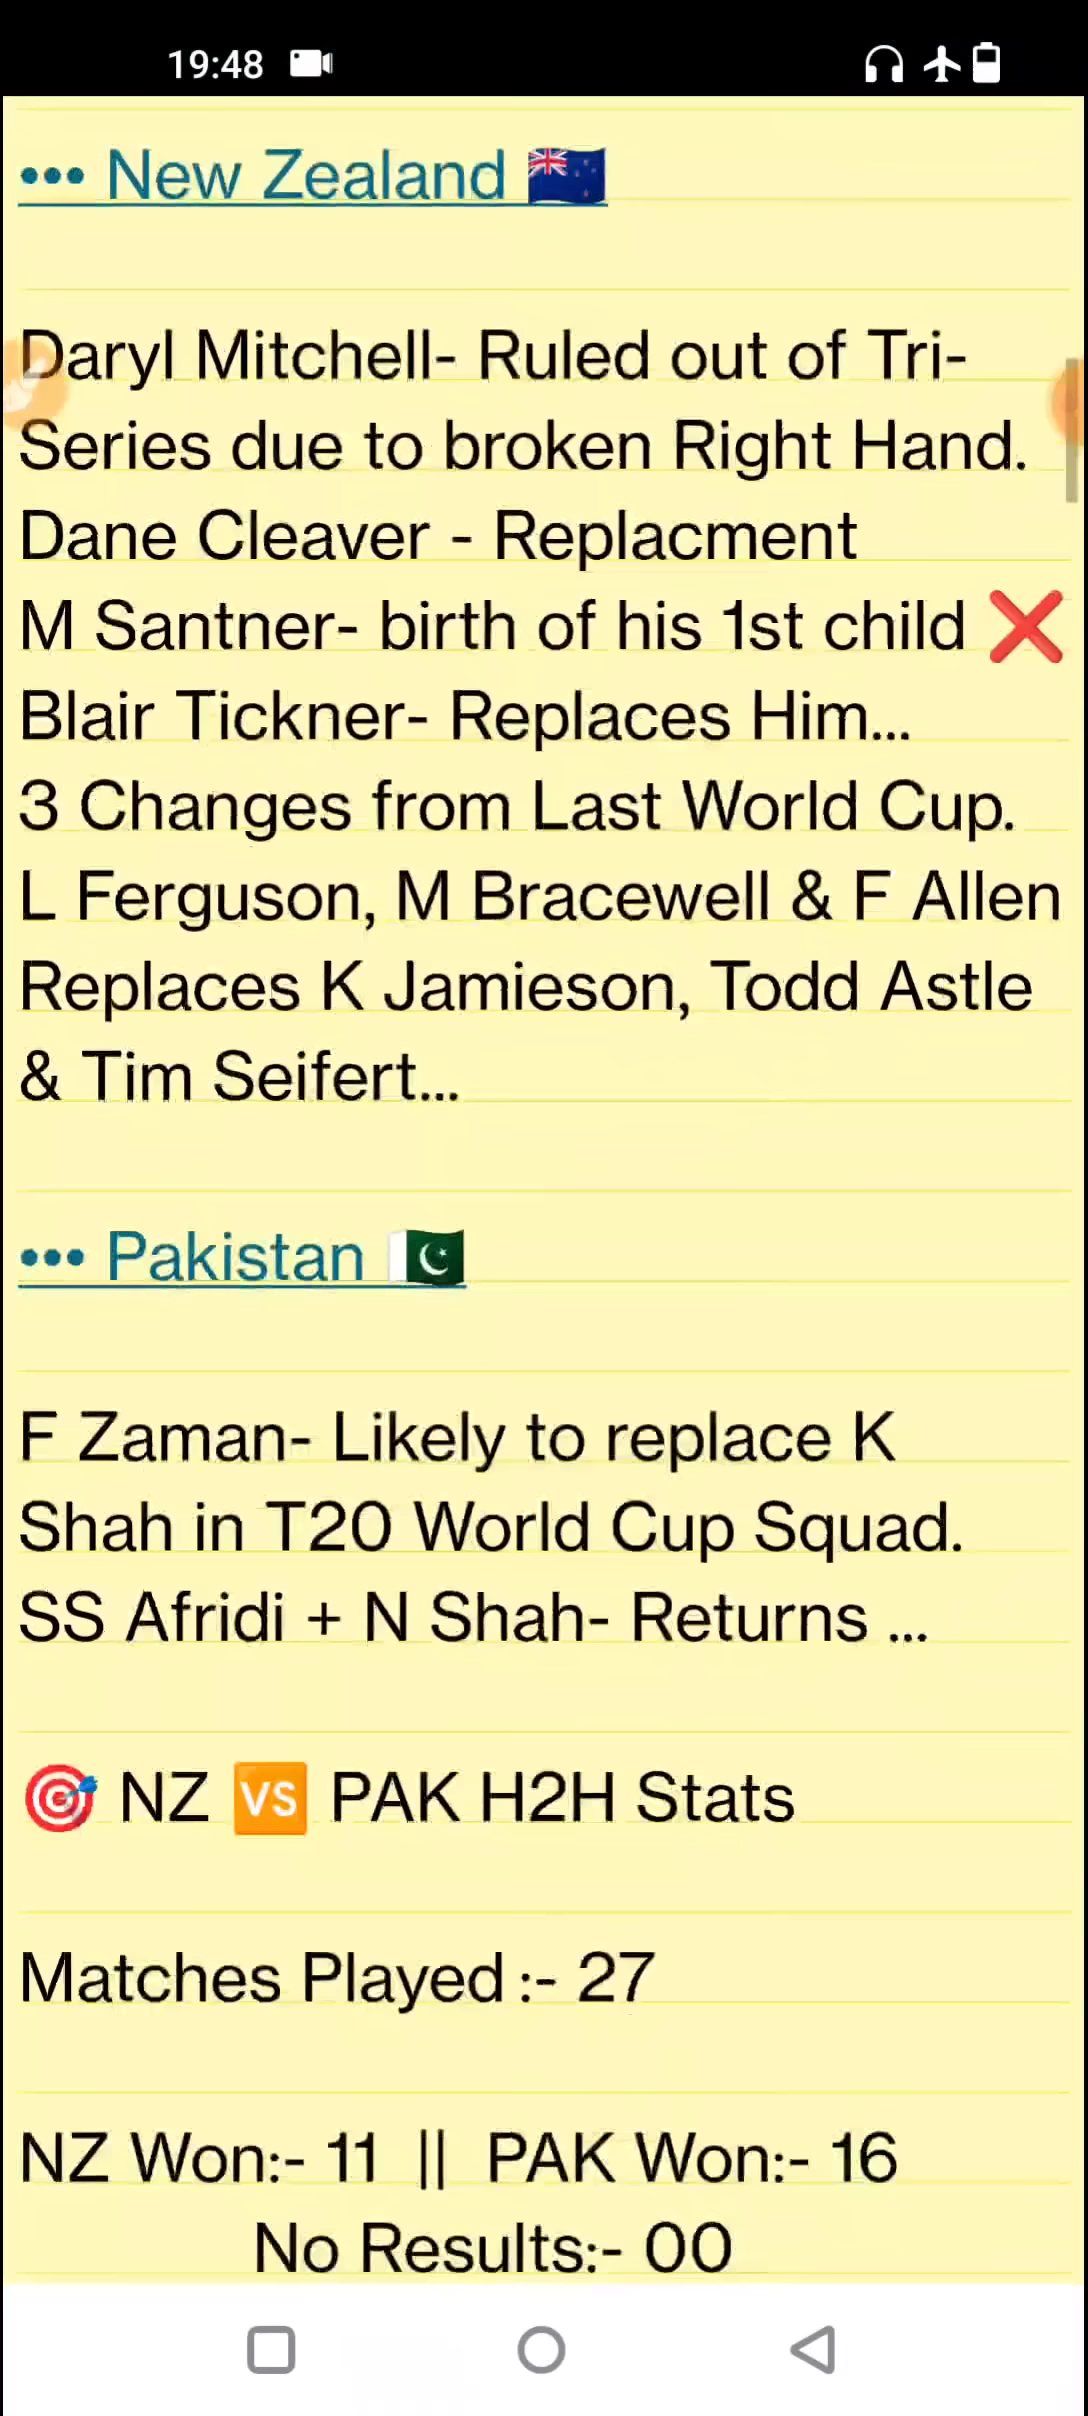 19:48
••• New Zealand 🇳🇿
Daryl Mitchell- Ruled out of Tri-
Series due to broken Right Hand.
Dane Cleaver - Replacment
M Santner- birth of his 1st child ❌
Blair Tickner- Replaces Him...
3 Changes from Last World Cup.
L Ferguson, M Bracewell & F Allen
Replaces K Jamieson, Todd Astle
& Tim Seifert...
••• Pakistan 🇵🇰
F Zaman- Likely to replace K
Shah in T20 World Cup Squad.
SS Afridi + N Shah- Returns ...
🎯 NZ 🆚 PAK H2H Stats
Matches Played :- 27
NZ Won:- 11 || PAK Won:- 16
No Results:- 00